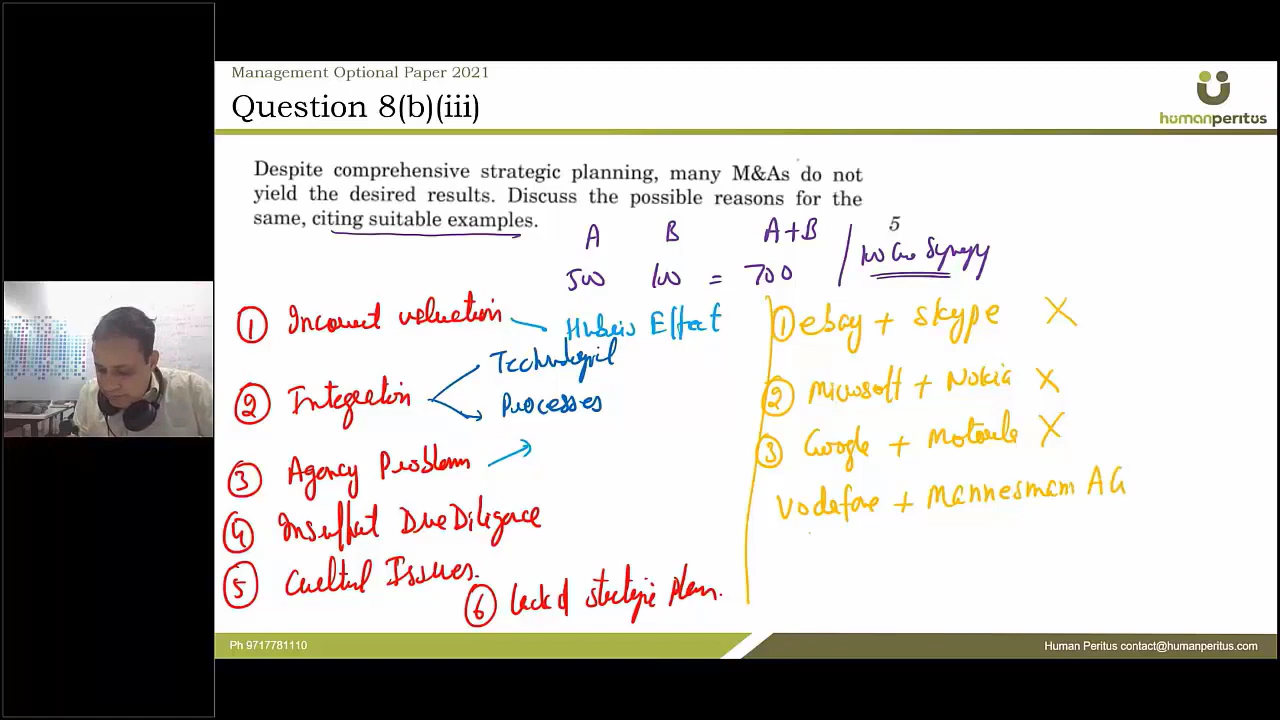 Management Optional Paper 2021
Question 8(b)(iii)
humanperitus
Despite comprehensive strategic planning, many M&As do not
yield the desired results. Discuss the possible reasons for the
same, citing suitable examples.
5
A B A+B
500 100 = 700 100 Synergy
① Incorrect valuation Hubris Effect
② Integration Technological
Processes
③ Agency Problem
④ Insufficient Due Diligence
⑤ Cultural Issues.
⑥ Lack of strategic plan.
① ebay + skype X
② Microsoft + Nokia X
③ Google + Motorola X
Vodafone + Mannesmann AG
Ph 9717781110
Human Peritus contact@humanperitus.com